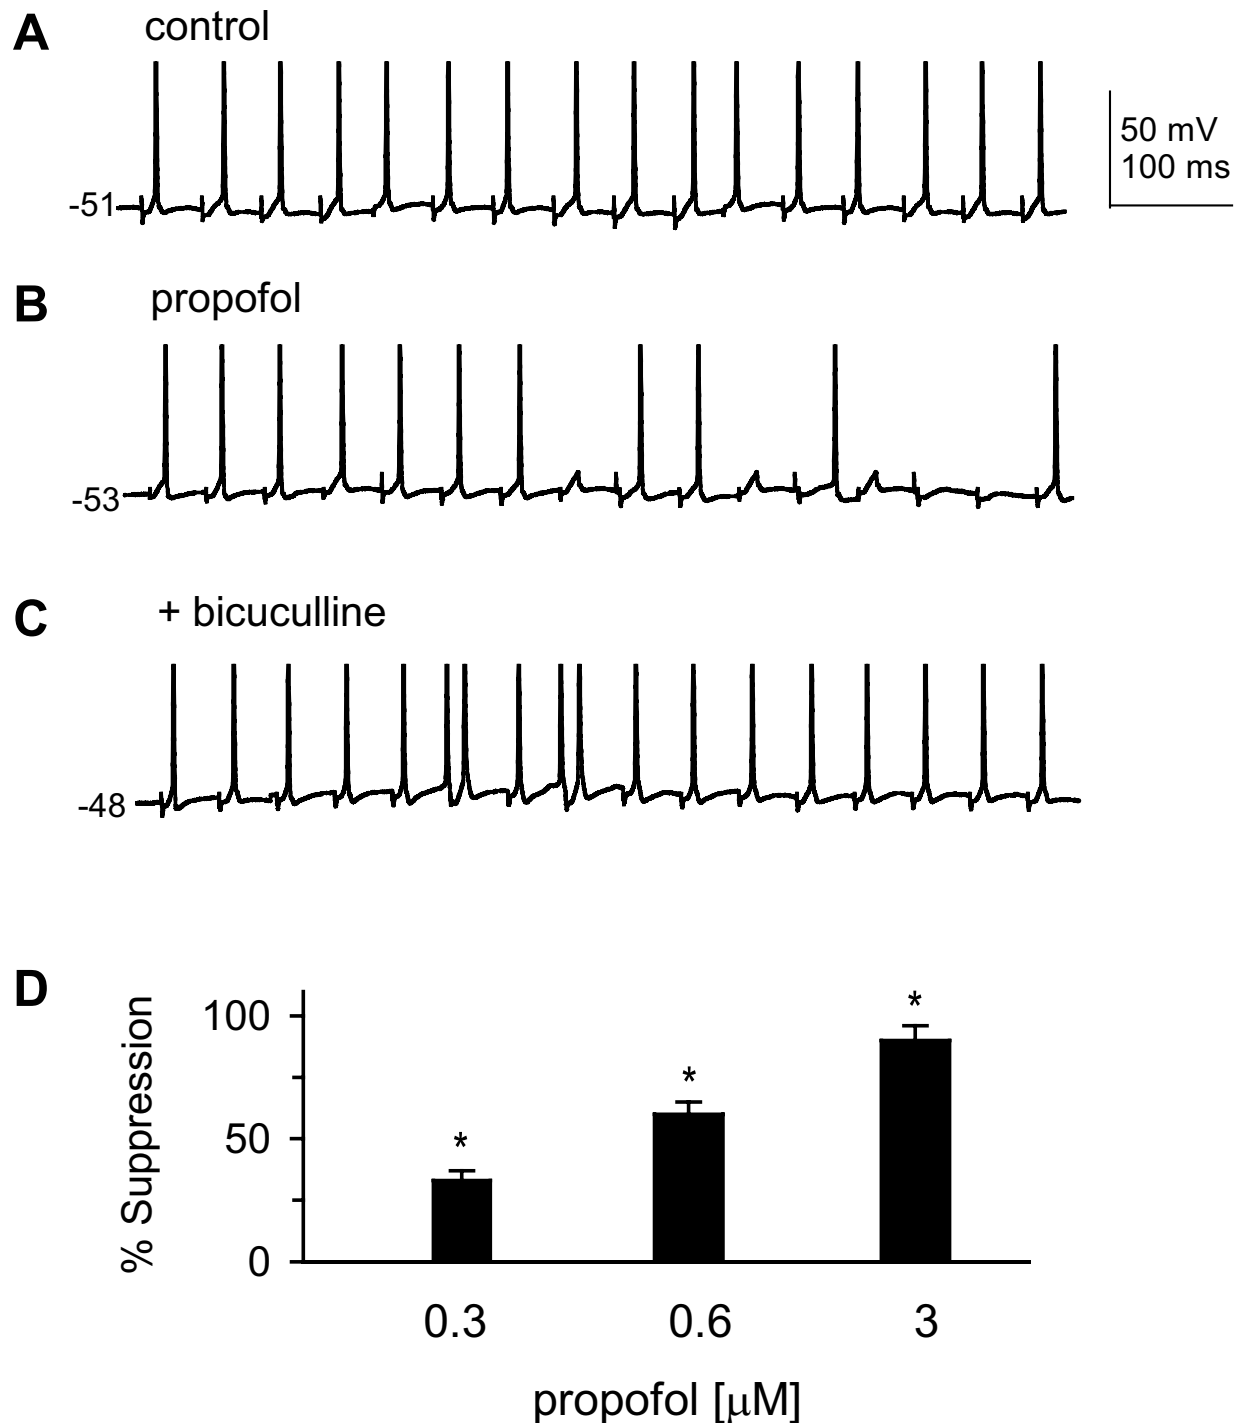 A
control
50 mV
100 ms
-51
B
propofol
-53
C
+ bicuculline
-48
D
% Suppression
100
50
0
*
*
*
0.3
0.6
3
propofol [μM]